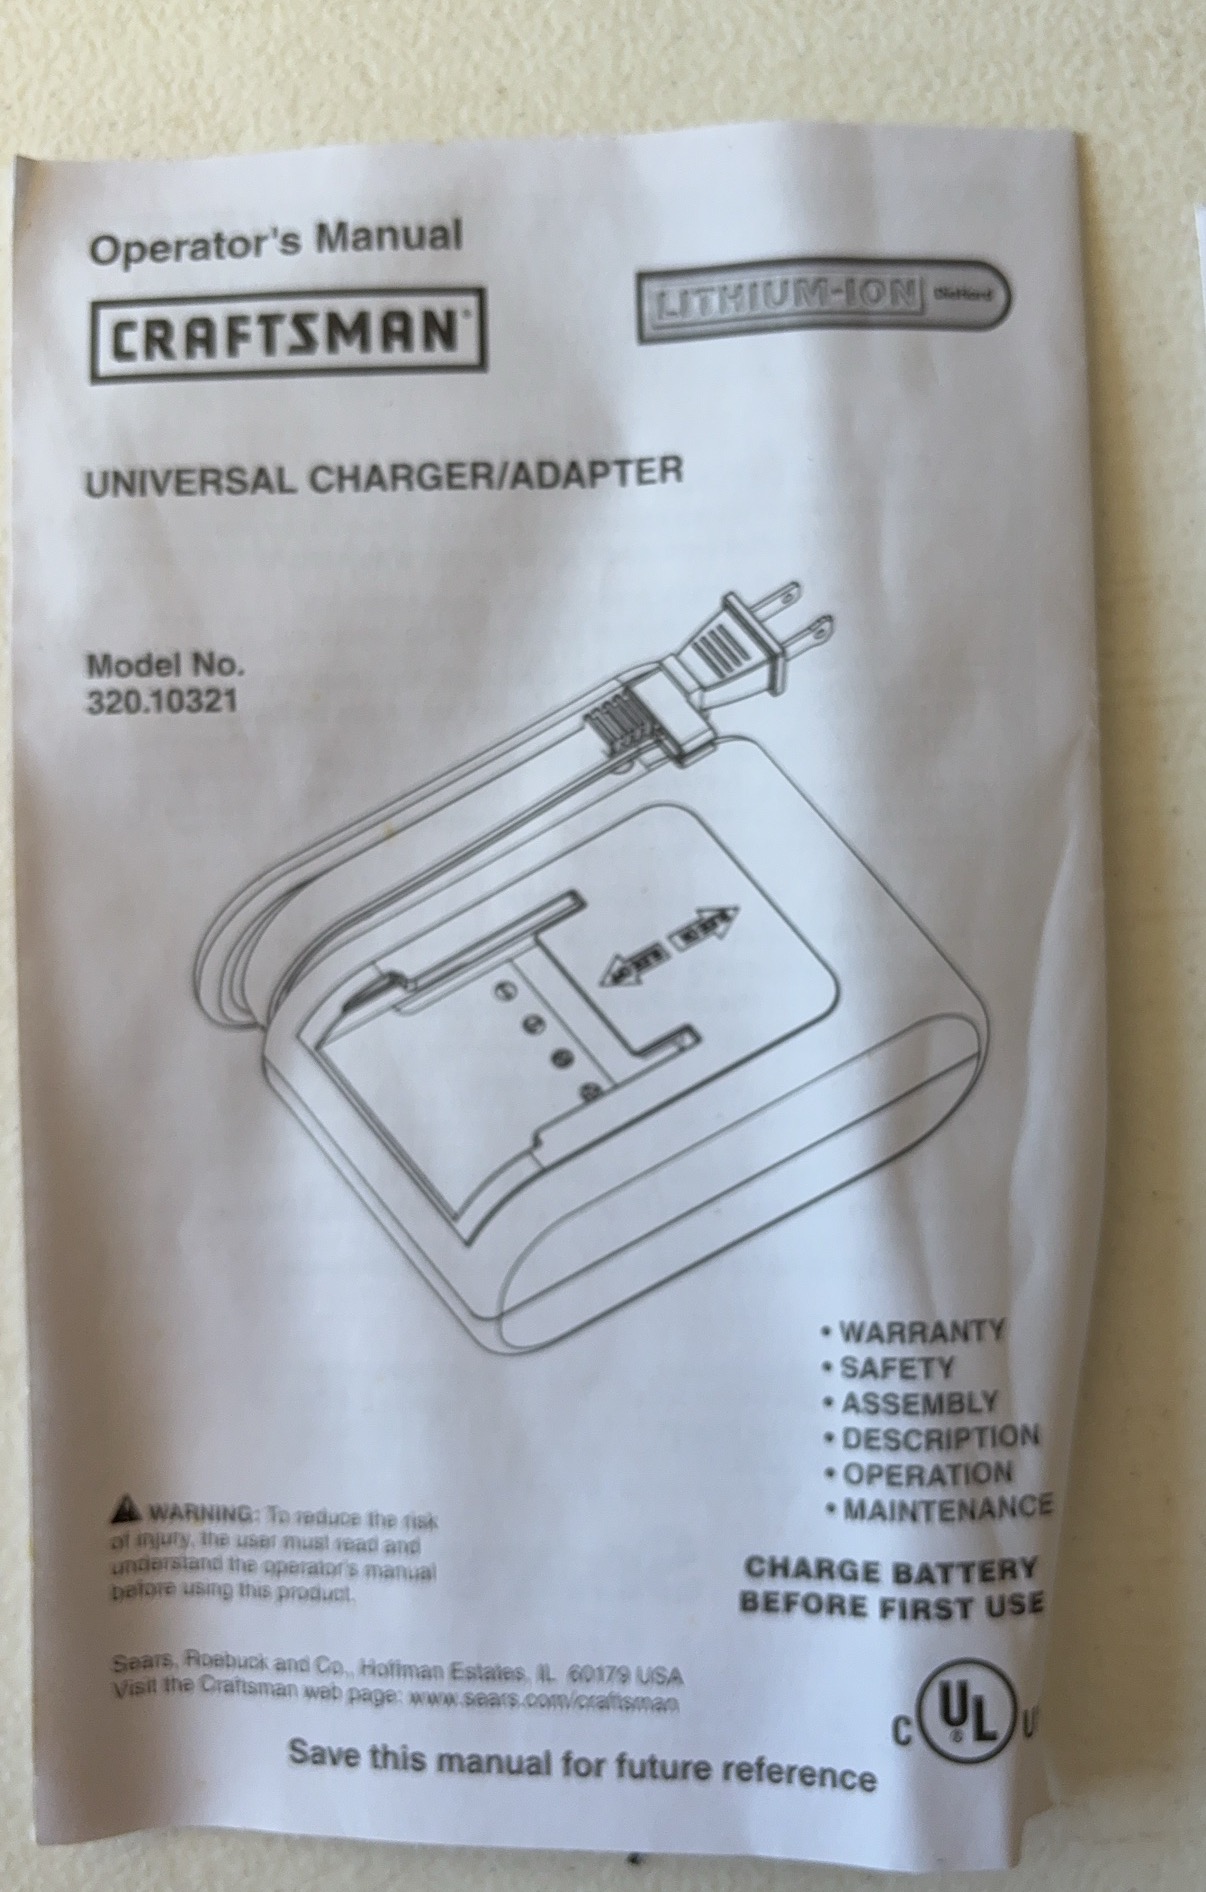 Operator's Manual
CRAFTSMAN®
LITHIUM-ION DieHard
UNIVERSAL CHARGER/ADAPTER
Model No.
320.10321
• WARRANTY
• SAFETY
• ASSEMBLY
• DESCRIPTION
• OPERATION
• MAINTENANCE
WARNING: To reduce the risk
of injury, the user must read and
understand the operator's manual
before using this product.
CHARGE BATTERY
BEFORE FIRST USE
Sears, Roebuck and Co., Hoffman Estates, IL 60179 USA
Visit the Craftsman web page: www.sears.com/craftsman
C UL® U
Save this manual for future reference